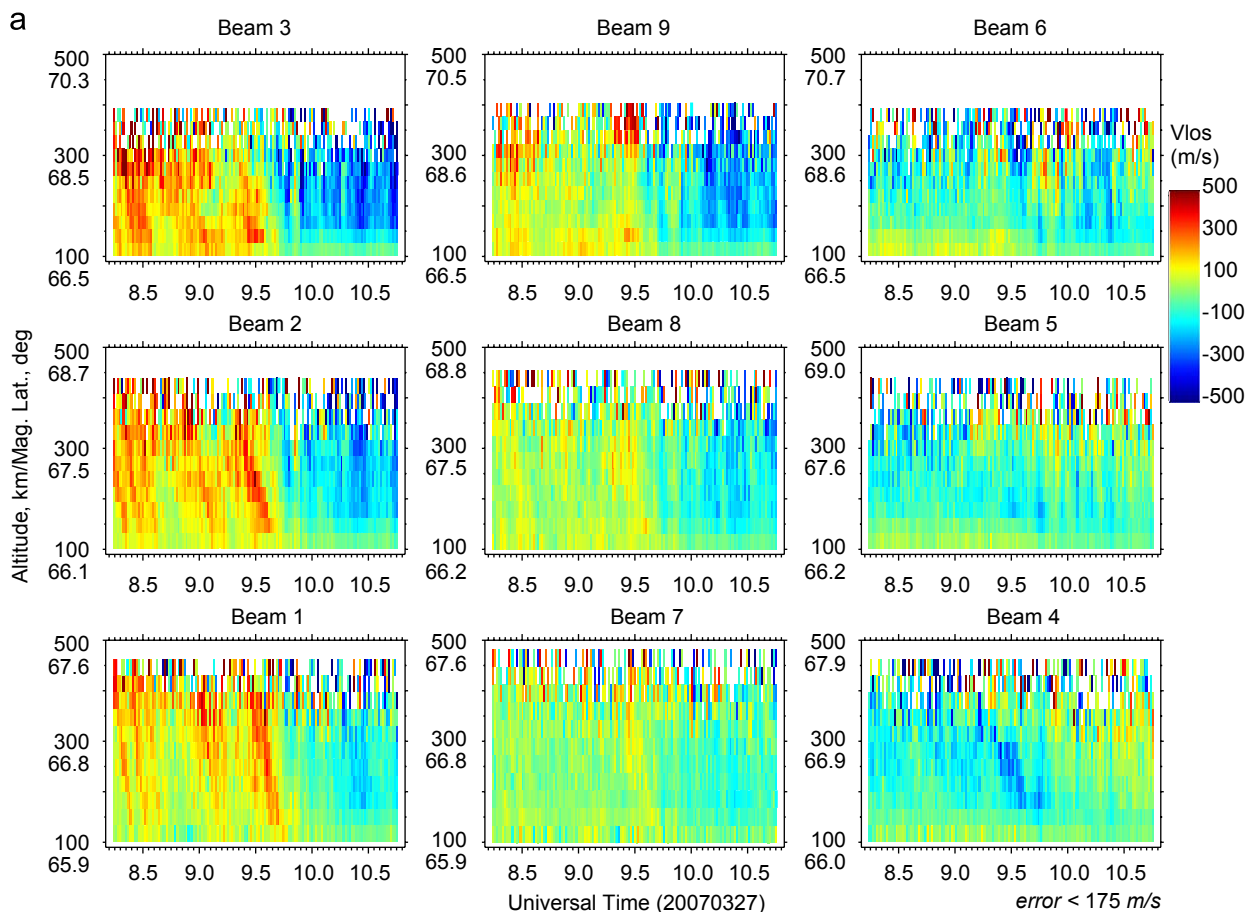 a
Beam 3
Beam 9
Beam 6
500
70.3
300
68.5
100
66.5
8.5 9.0 9.5 10.0 10.5
500
70.5
300
68.6
100
66.5
8.5 9.0 9.5 10.0 10.5
500
70.7
300
68.6
100
66.5
8.5 9.0 9.5 10.0 10.5
Vlos
(m/s)
500
300
100
-100
-300
-500
Altitude, km/Mag. Lat., deg
Beam 2
Beam 8
Beam 5
500
68.7
300
67.5
100
66.1
8.5 9.0 9.5 10.0 10.5
500
68.8
300
67.5
100
66.2
8.5 9.0 9.5 10.0 10.5
500
69.0
300
67.6
100
66.2
8.5 9.0 9.5 10.0 10.5
Beam 1
Beam 7
Beam 4
500
67.6
300
66.8
100
65.9
8.5 9.0 9.5 10.0 10.5
500
67.6
300
66.8
100
65.9
8.5 9.0 9.5 10.0 10.5
500
67.9
300
66.9
100
66.0
8.5 9.0 9.5 10.0 10.5
Universal Time (20070327)
error < 175 m/s